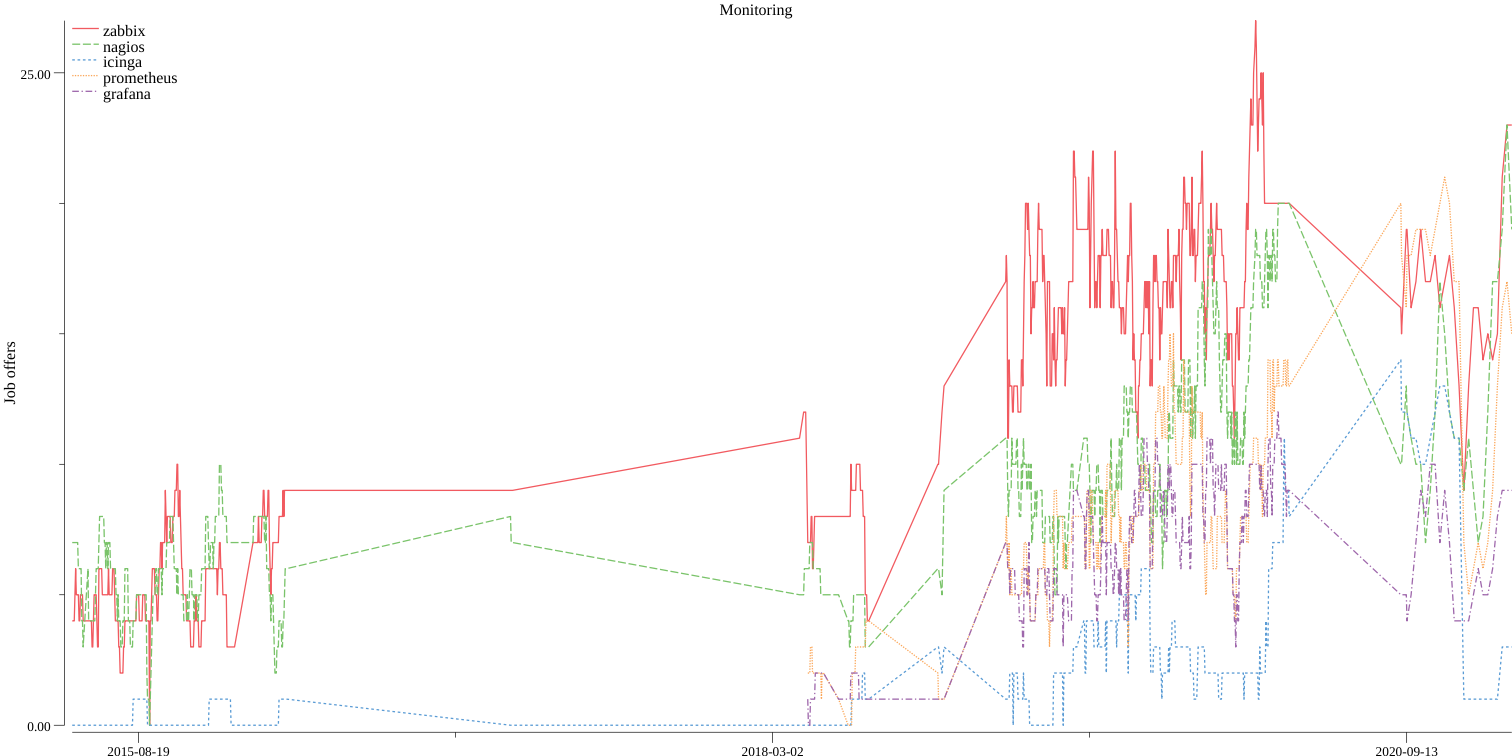 Monitoring
zabbix
nagios
icinga
prometheus
grafana
25.00
Job offers
0.00
2015-08-19
2018-03-02
2020-09-13